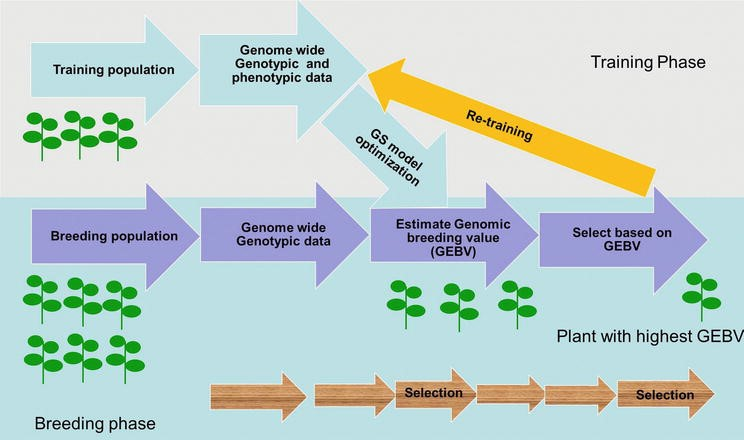 Training population
Genome wide
Genotypic and
phenotypic data
Training Phase
Re-training
GS model
optimization
Breeding population
Genome wide
Genotypic data
Estimate Genomic
breeding value
(GEBV)
Select based on
GEBV
Plant with highest GEBV
Selection
Selection
Breeding phase